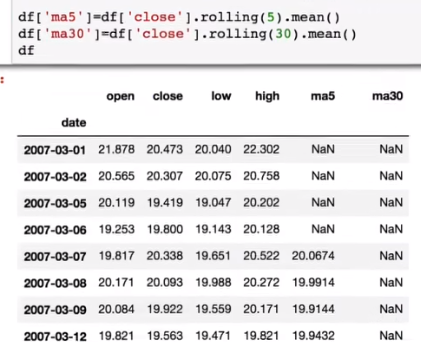 df['ma5']=df['close'].rolling(5).mean()
df['ma30']=df['close'].rolling(30).mean()
df
:
open close low high ma5 ma30
date
2007-03-01 21.878 20.473 20.040 22.302 NaN NaN
2007-03-02 20.565 20.307 20.075 20.758 NaN NaN
2007-03-05 20.119 19.419 19.047 20.202 NaN NaN
2007-03-06 19.253 19.800 19.143 20.128 NaN NaN
2007-03-07 19.817 20.338 19.651 20.522 20.0674 NaN
2007-03-08 20.171 20.093 19.988 20.272 19.9914 NaN
2007-03-09 20.084 19.922 19.559 20.171 19.9144 NaN
2007-03-12 19.821 19.563 19.471 19.821 19.9432 NaN